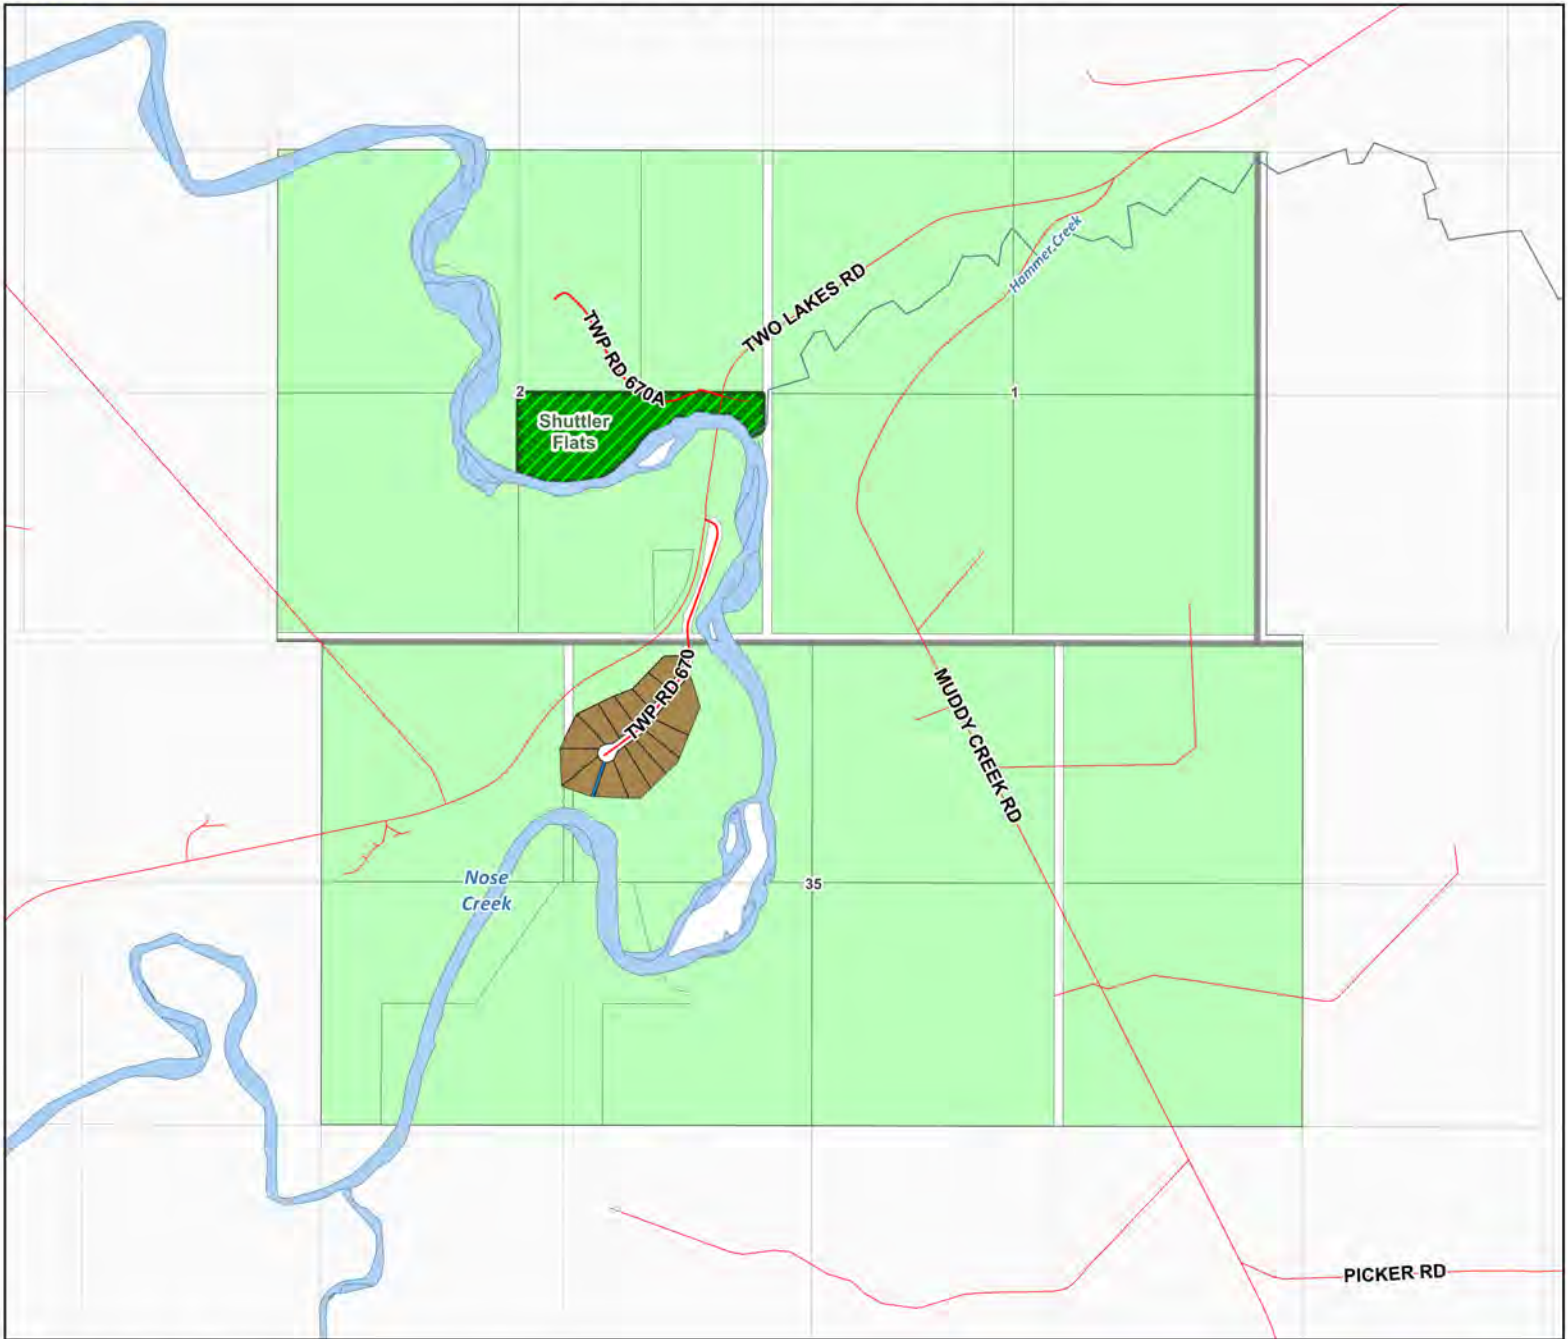 Hammer Creek
TWO LAKES RD
TWP RD 670A
2
1
Shuttler
Flats
TWP RD 670
MUDDY CREEK RD
Nose
Creek
35
PICKER RD